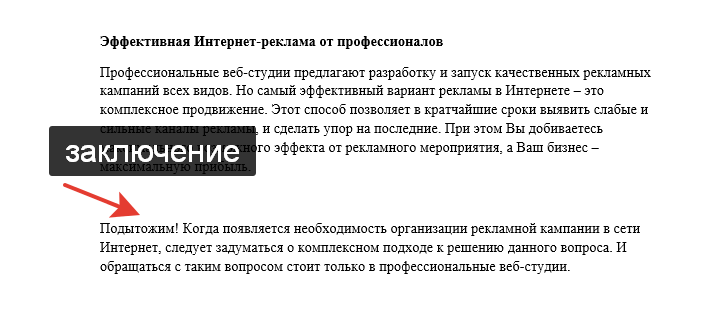 Эффективная Интернет-реклама от профессионалов
Профессиональные веб-студии предлагают разработку и запуск качественных рекламных
кампаний всех видов. Но самый эффективный вариант рекламы в Интернете – это
комплексное продвижение. Этот способ позволяет в кратчайшие сроки выявить слабые и
сильные каналы рекламы, и сделать упор на последние. При этом Вы добиваетесь
заключение
эффекта от рекламного мероприятия, а Ваш бизнес –
максимальную прибыль.
Подытожим! Когда появляется необходимость организации рекламной кампании в сети
Интернет, следует задуматься о комплексном подходе к решению данного вопроса. И
обращаться с таким вопросом стоит только в профессиональные веб-студии.